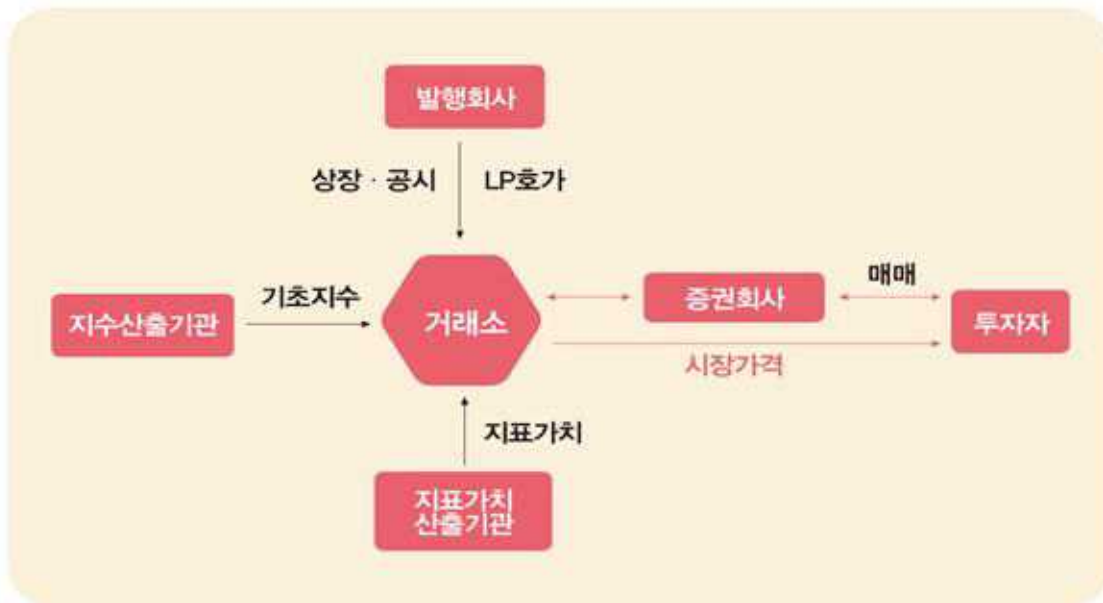 발행회사
상장 · 공시
LP호가
기초지수
지수산출기관
거래소
증권회사
매매
투자자
시장가격
지표가치
지표가치
산출기관